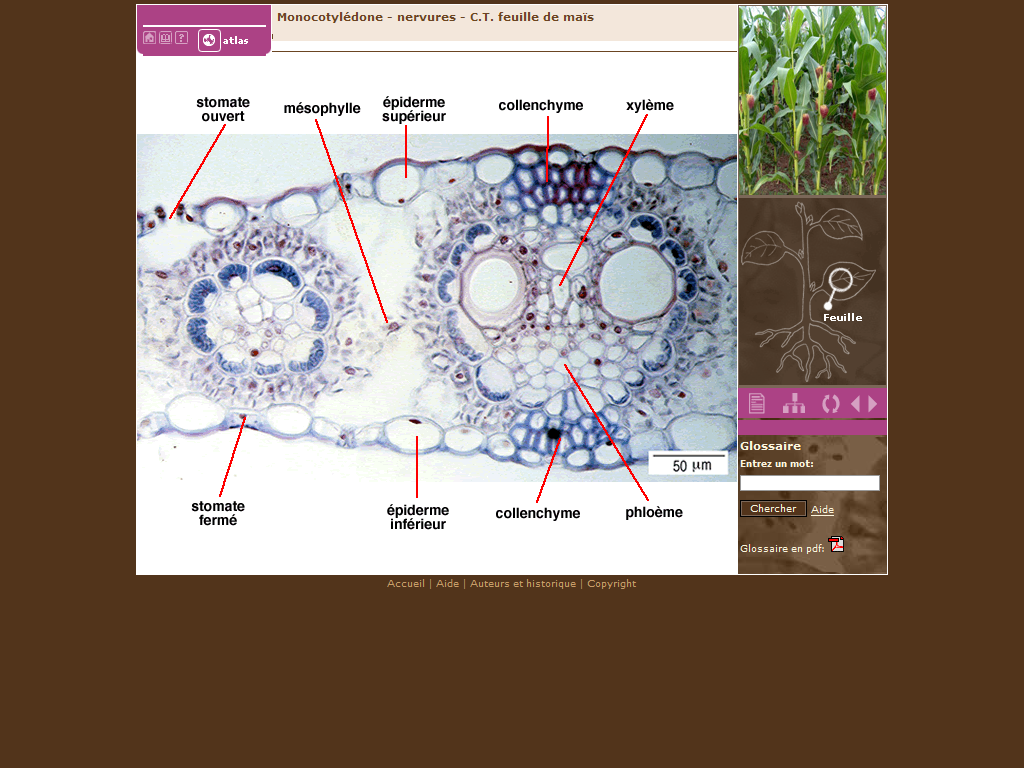 Monocotylédone - nervures - C.T. feuille de maïs
?
atlas
stomate
ouvert
mésophylle
épiderme
supérieur
collenchyme
xylème
50 µm
stomate
fermé
épiderme
inférieur
collenchyme
phloème
Feuille
Glossaire
Entrez un mot:
Chercher
Aide
Glossaire en pdf:
Accueil | Aide | Auteurs et historique | Copyright